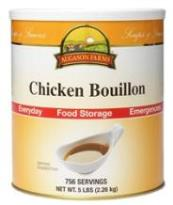 AUGASON FARMS
Chicken Bouillon
Everyday Food Storage Emergencies
756 SERVINGS
NET WT. 5 LBS (2.26 kg)